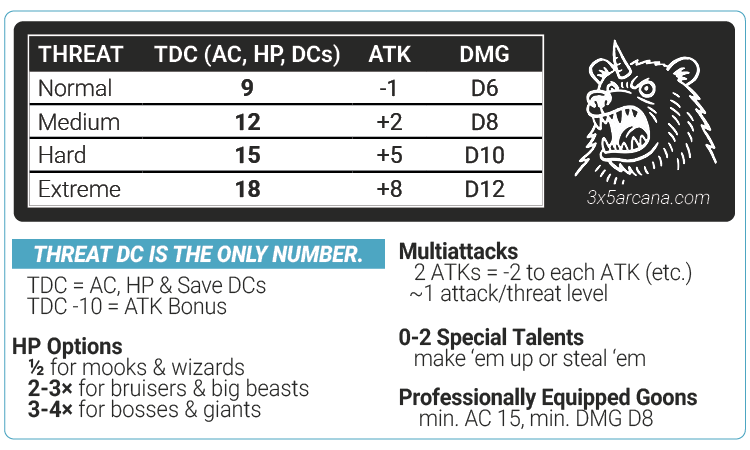 THREAT TDC (AC, HP, DCs) ATK DMG
Normal 9 -1 D6
Medium 12 +2 D8
Hard 15 +5 D10
Extreme 18 +8 D12
3x5arcana.com
THREAT DC IS THE ONLY NUMBER.
TDC = AC, HP & Save DCs
TDC -10 = ATK Bonus
HP Options
½ for mooks & wizards
2-3× for bruisers & big beasts
3-4× for bosses & giants
Multiattacks
2 ATKs = -2 to each ATK (etc.)
~1 attack/threat level
0-2 Special Talents
make ‘em up or steal ‘em
Professionally Equipped Goons
min. AC 15, min. DMG D8